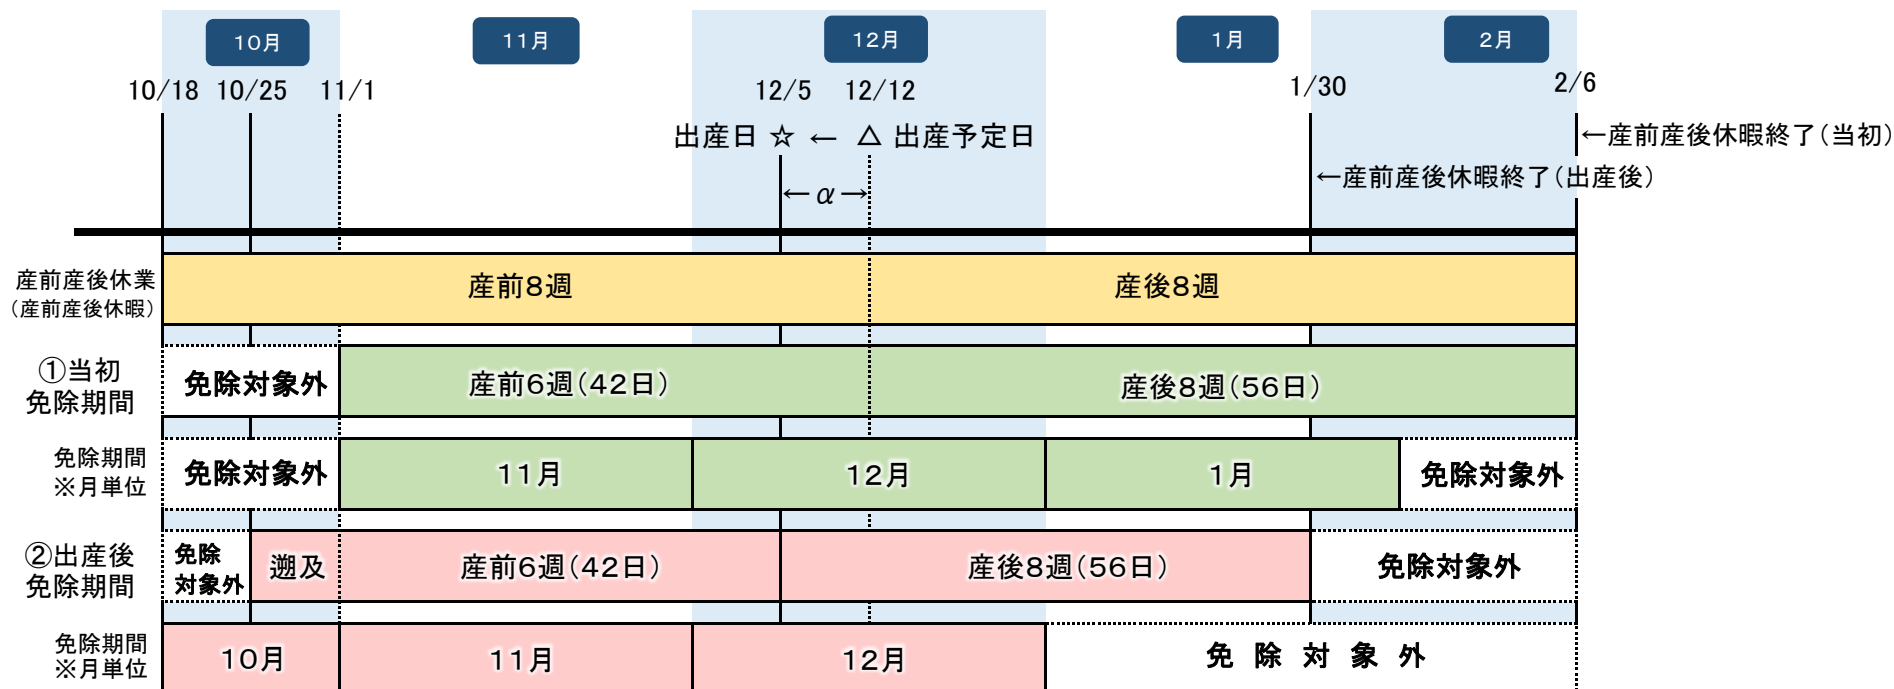 10月
11月
12月
1月
2月
10/18 10/25 11/1 12/5 12/12 1/30 2/6
出産日 ☆ ← △ 出産予定日
←産前産後休暇終了(当初)
←産前産後休暇終了(出産後)
←α→
産前産後休業
(産前産後休暇)
産前8週 産後8週
①当初
免除期間
免除対象外 産前6週(42日) 産後8週(56日)
免除期間
※月単位
免除対象外 11月 12月 1月 免除対象外
②出産後
免除期間
免除
対象外
遡及 産前6週(42日) 産後8週(56日) 免除対象外
免除期間
※月単位
10月 11月 12月 免除対象外